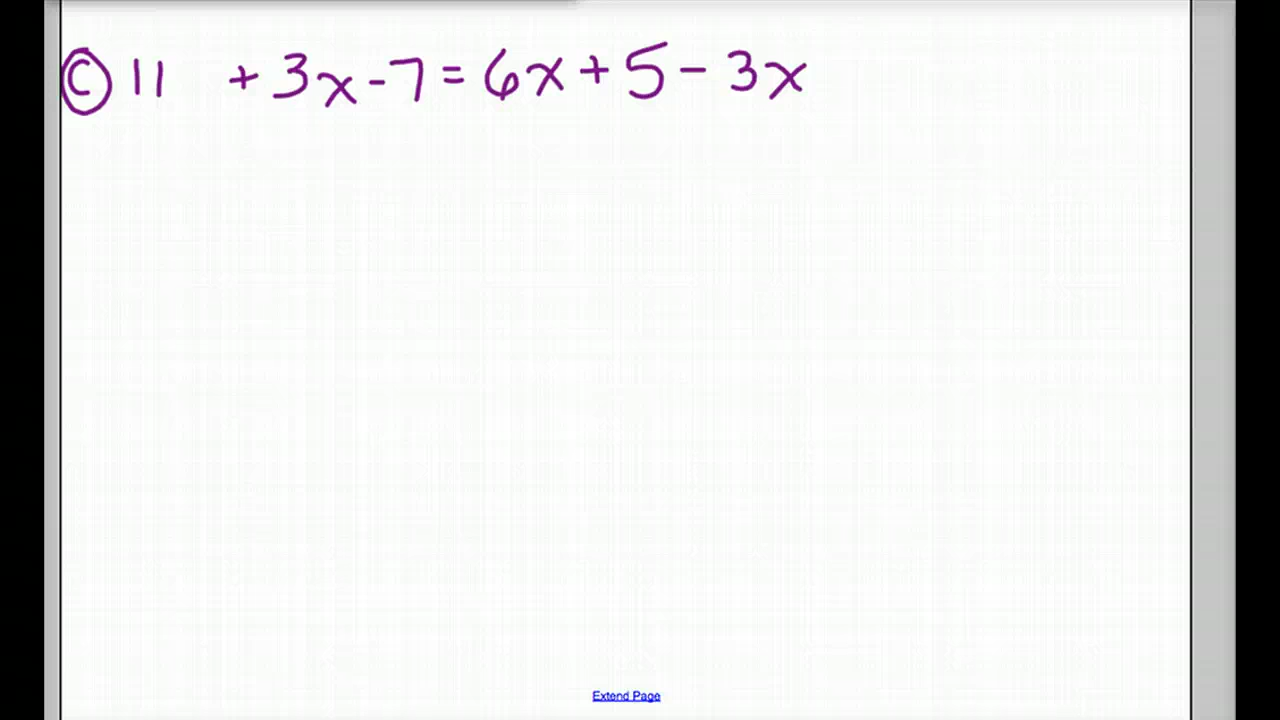 © 11 + 3x - 7 = 6x + 5 - 3x
Extend Page